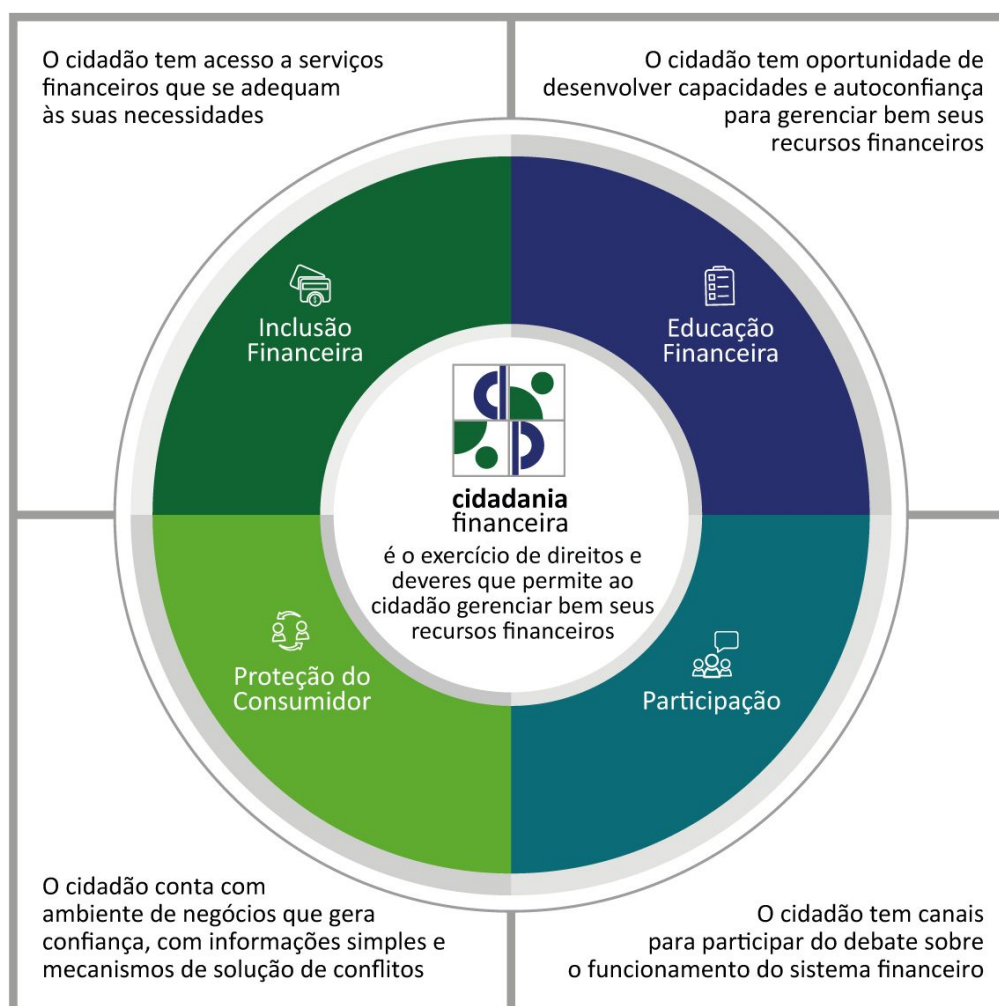 O cidadão tem acesso a serviços
financeiros que se adequam
às suas necessidades
O cidadão tem oportunidade de
desenvolver capacidades e autoconfiança
para gerenciar bem seus
recursos financeiros
Inclusão
Financeira
Educação
Financeira
cidadania
financeira
é o exercício de direitos e
deveres que permite ao
cidadão gerenciar bem seus
recursos financeiros
Proteção do
Consumidor
Participação
O cidadão conta com
ambiente de negócios que gera
confiança, com informações simples e
mecanismos de solução de conflitos
O cidadão tem canais
para participar do debate sobre
o funcionamento do sistema financeiro